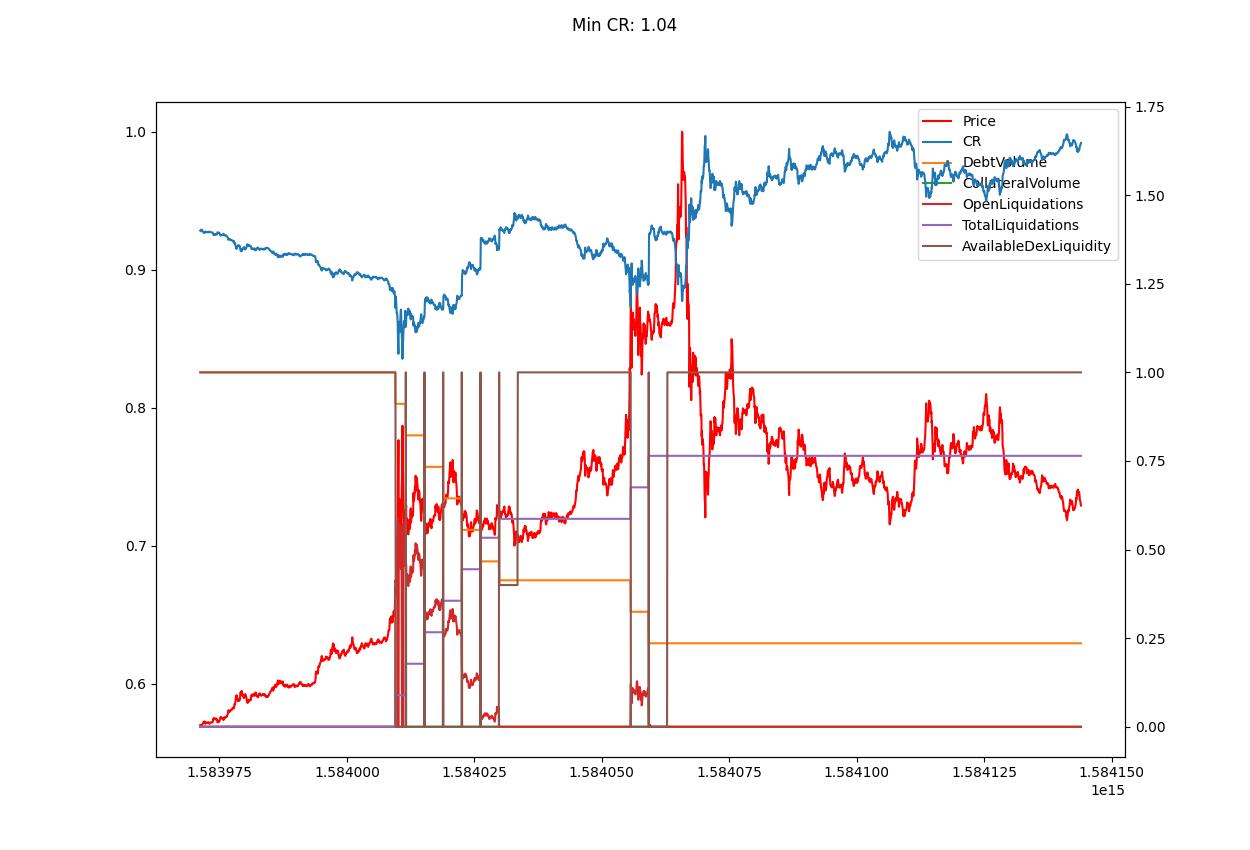 Min CR: 1.04
1.0
0.9
0.8
0.7
0.6
1.75
1.50
1.25
1.00
0.75
0.50
0.25
0.00
Price
CR
DebtVolume
CollateralVolume
OpenLiquidations
TotalLiquidations
AvailableDexLiquidity
1.583975 1.584000 1.584025 1.584050 1.584075 1.584100 1.584125 1.584150
1e15